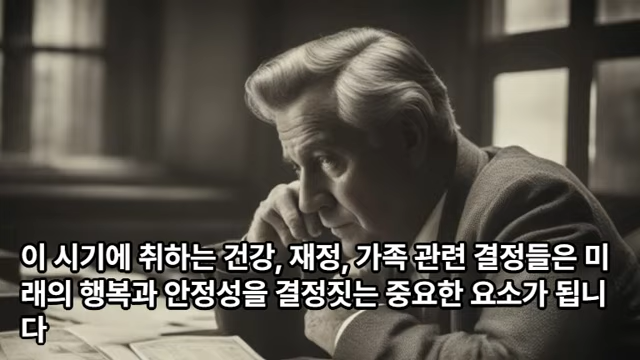 이 시기에 취하는 건강, 재정, 가족 관련 결정들은 미
래의 행복과 안정성을 결정짓는 중요한 요소가 됩니
다